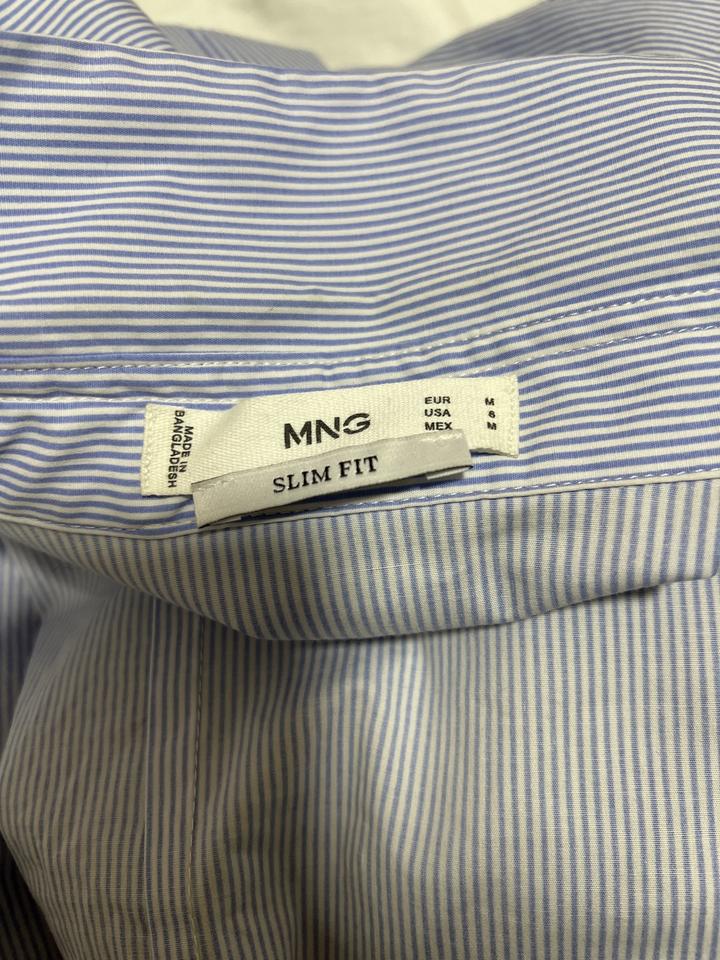 MADE IN
BANGLADESH
MNG
EUR M
USA 6
MEX M
SLIM FIT